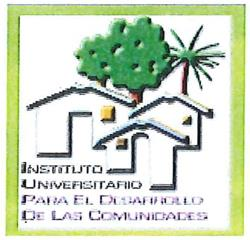 INSTITUTO
UNIVERSITARIO
PARA EL DESARROLLO
DE LAS COMUNIDADES